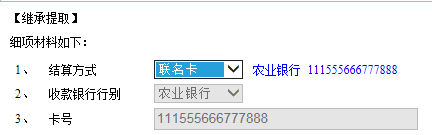 【继承提取】
细项材料如下：
1、 结算方式 联名卡 农业银行 111555666777888
2、 收款银行行别 农业银行
3、 卡号 111555666777888